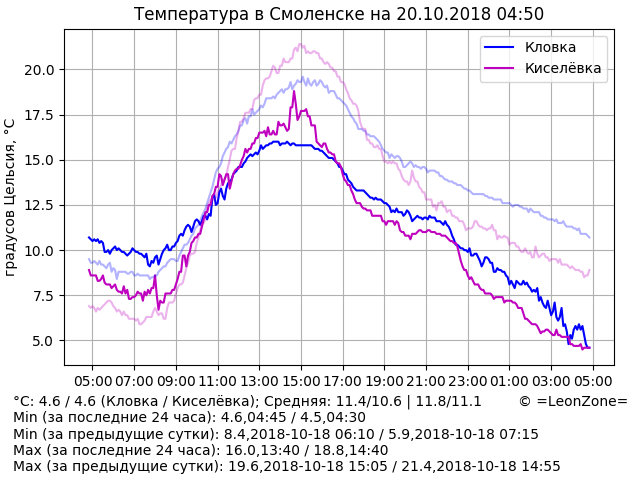 Температура в Смоленске на 20.10.2018 04:50
градусов Цельсия, °C
20.0
17.5
15.0
12.5
10.0
7.5
5.0
Кловка
Киселёвка
05:00 07:00 09:00 11:00 13:00 15:00 17:00 19:00 21:00 23:00 01:00 03:00 05:00
°C: 4.6 / 4.6 (Кловка / Киселёвка); Средняя: 11.4/10.6 | 11.8/11.1 © =LeonZone=
Min (за последние 24 часа): 4.6,04:45 / 4.5,04:30
Min (за предыдущие сутки): 8.4,2018-10-18 06:10 / 5.9,2018-10-18 07:15
Max (за последние 24 часа): 16.0,13:40 / 18.8,14:40
Max (за предыдущие сутки): 19.6,2018-10-18 15:05 / 21.4,2018-10-18 14:55